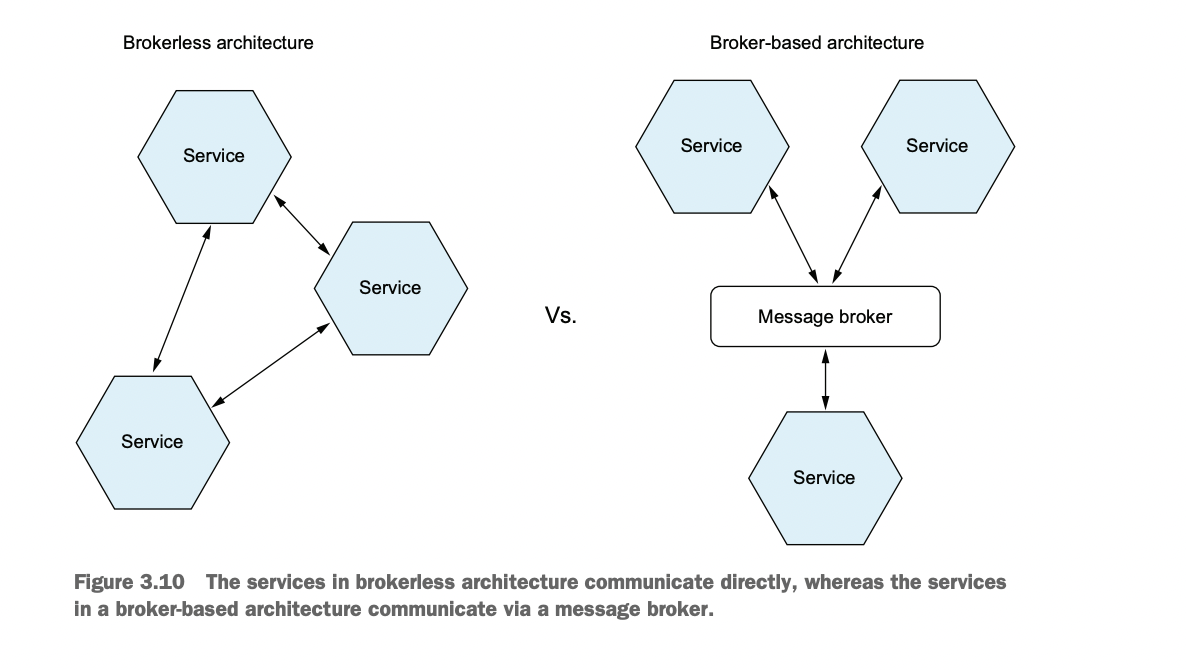 Brokerless architecture
Service
Service
Service
Vs.
Broker-based architecture
Service
Service
Message broker
Service
Figure 3.10 The services in brokerless architecture communicate directly, whereas the services
in a broker-based architecture communicate via a message broker.